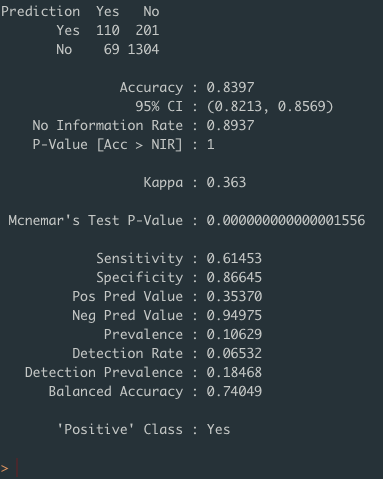 Prediction  Yes   No
       Yes  110  201
       No    69 1304
Accuracy : 0.8397
95% CI : (0.8213, 0.8569)
No Information Rate : 0.8937
P-Value [Acc > NIR] : 1
Kappa : 0.363
Mcnemar's Test P-Value : 0.000000000000001556
Sensitivity : 0.61453
Specificity : 0.86645
Pos Pred Value : 0.35370
Neg Pred Value : 0.94975
Prevalence : 0.10629
Detection Rate : 0.06532
Detection Prevalence : 0.18468
Balanced Accuracy : 0.74049
'Positive' Class : Yes
>